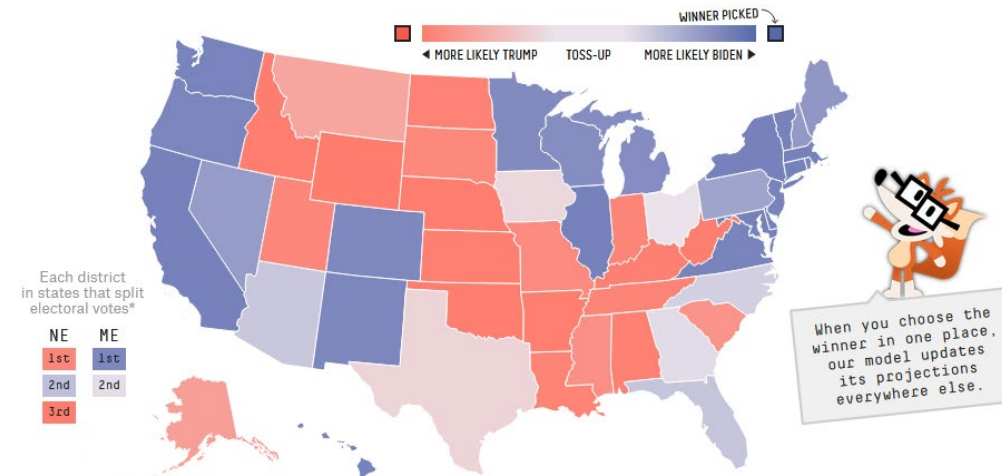 WINNER PICKED
◀ MORE LIKELY TRUMP TOSS-UP MORE LIKELY BIDEN ▶
Each district
in states that split
electoral votes*
NE ME
1st 1st
2nd 2nd
3rd
When you choose the
winner in one place,
our model updates
its projections
everywhere else.